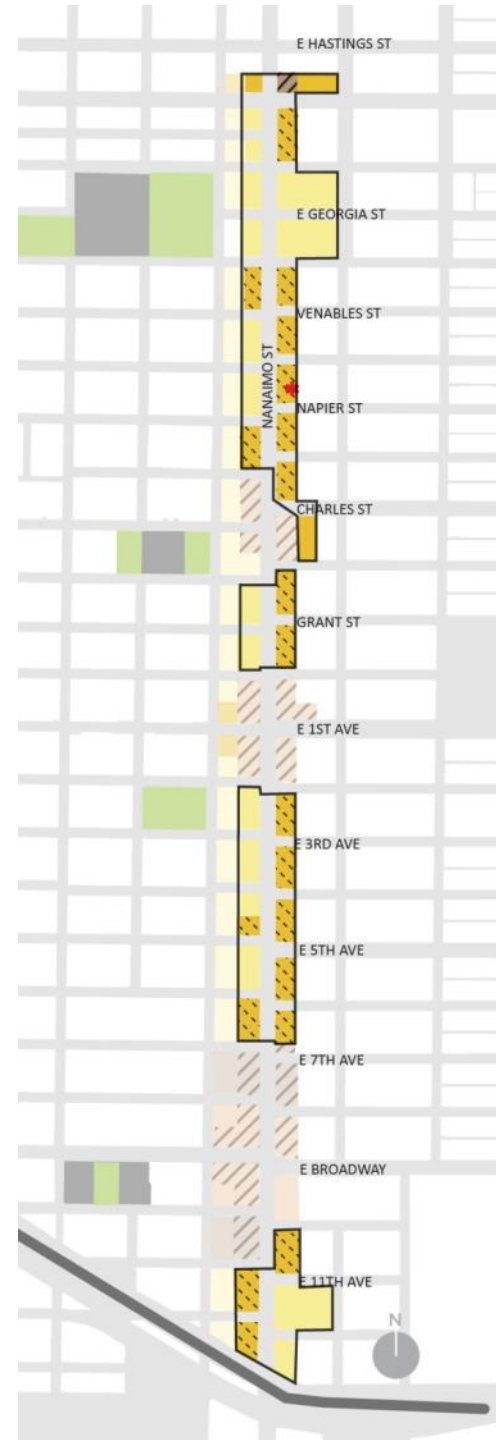 E HASTINGS ST
E GEORGIA ST
VENABLES ST
NANAIMO ST
NAPIER ST
CHARLES ST
GRANT ST
E 1ST AVE
E 3RD AVE
E 5TH AVE
E 7TH AVE
E BROADWAY
E 11TH AVE
N